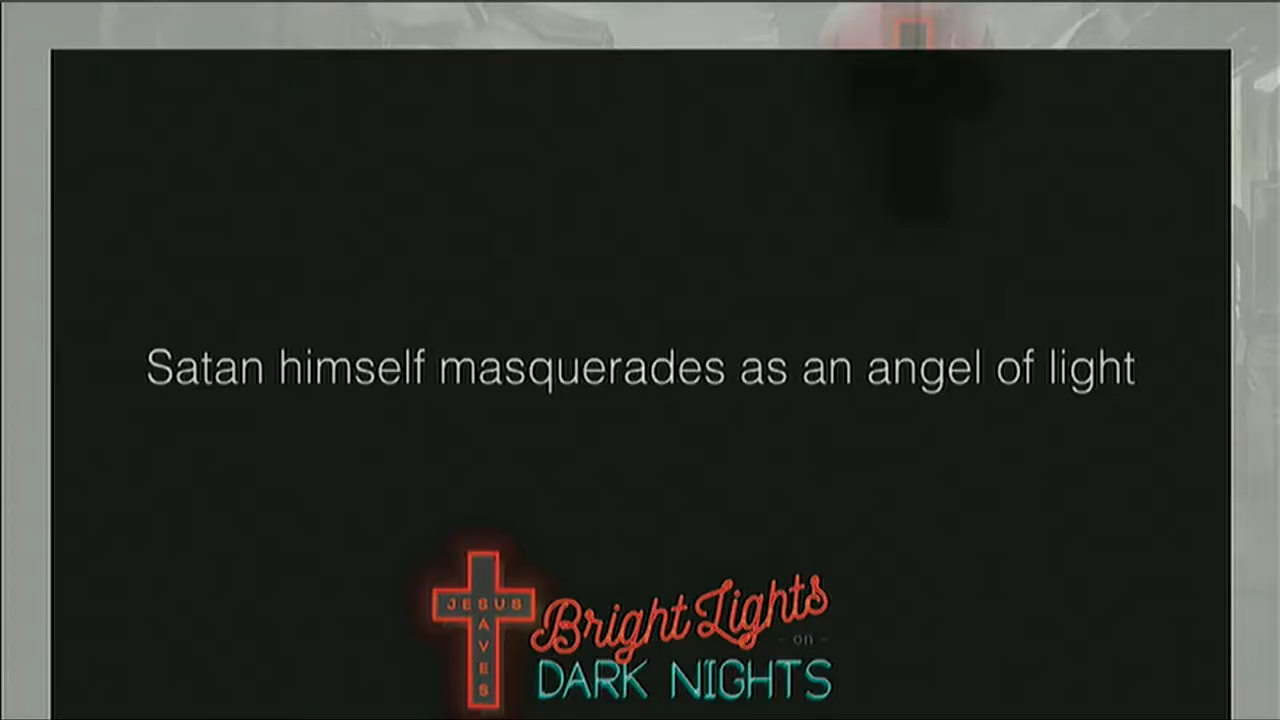 Satan himself masquerades as an angel of light
JESUS
SAVES
Bright Lights
- on -
DARK NIGHTS